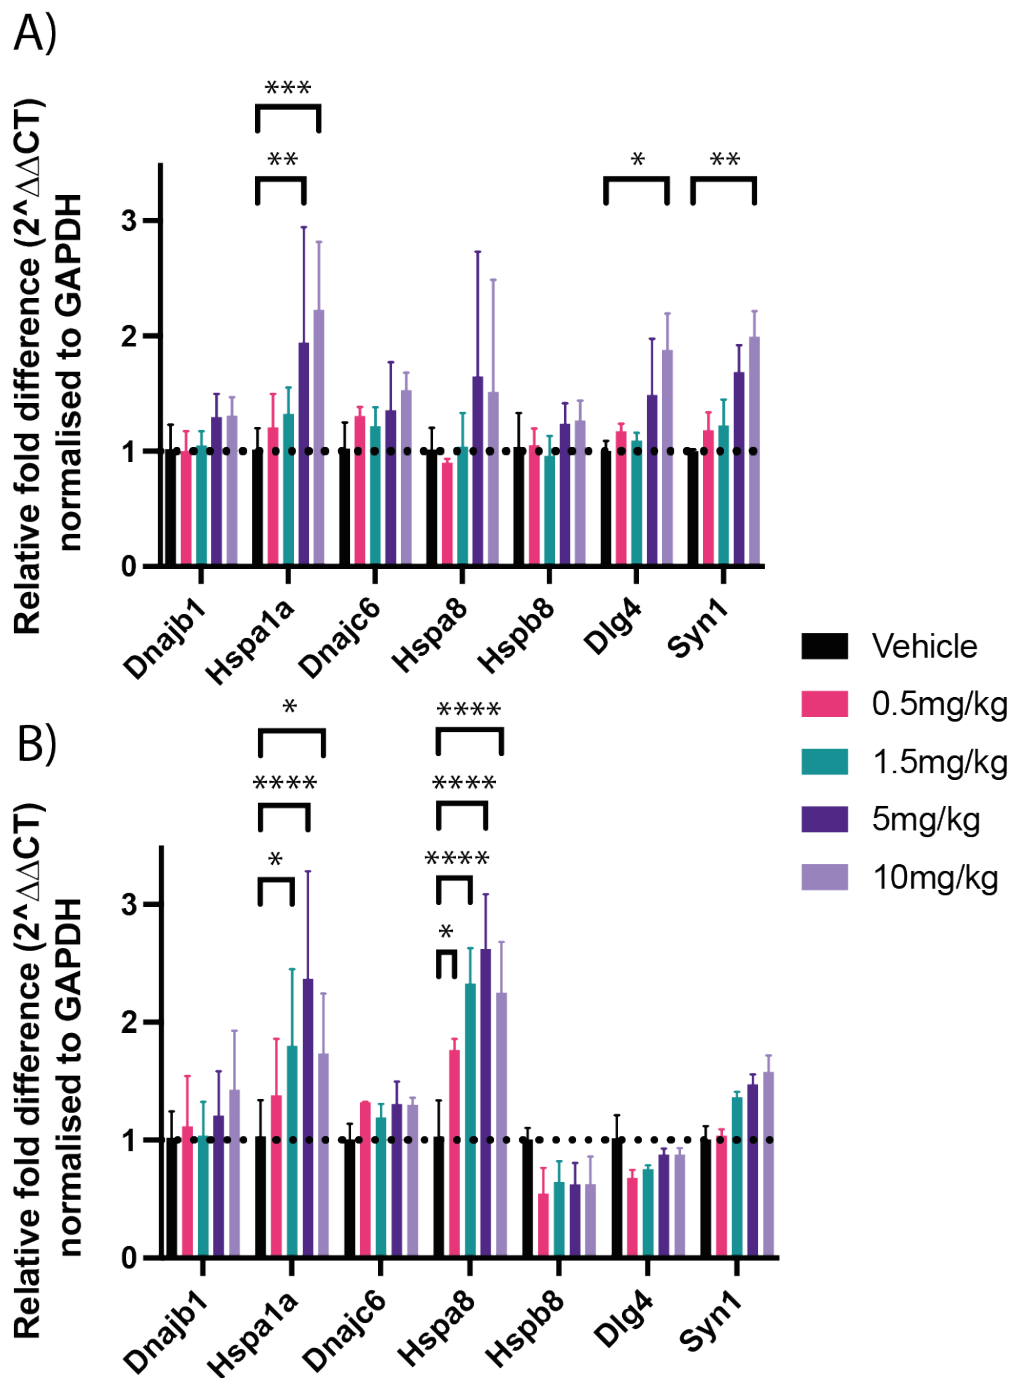 A)
Relative fold difference (2^ΔΔCT)
normalised to GAPDH
***
**
*
**
3
2
1
0
Dnajb1
Hspa1a
Dnajc6
Hspa8
Hspb8
Dlg4
Syn1
Vehicle
0.5mg/kg
1.5mg/kg
5mg/kg
10mg/kg
B)
Relative fold difference (2^ΔΔCT)
normalised to GAPDH
*
****
*
****
****
****
*
3
2
1
0
Dnajb1
Hspa1a
Dnajc6
Hspa8
Hspb8
Dlg4
Syn1